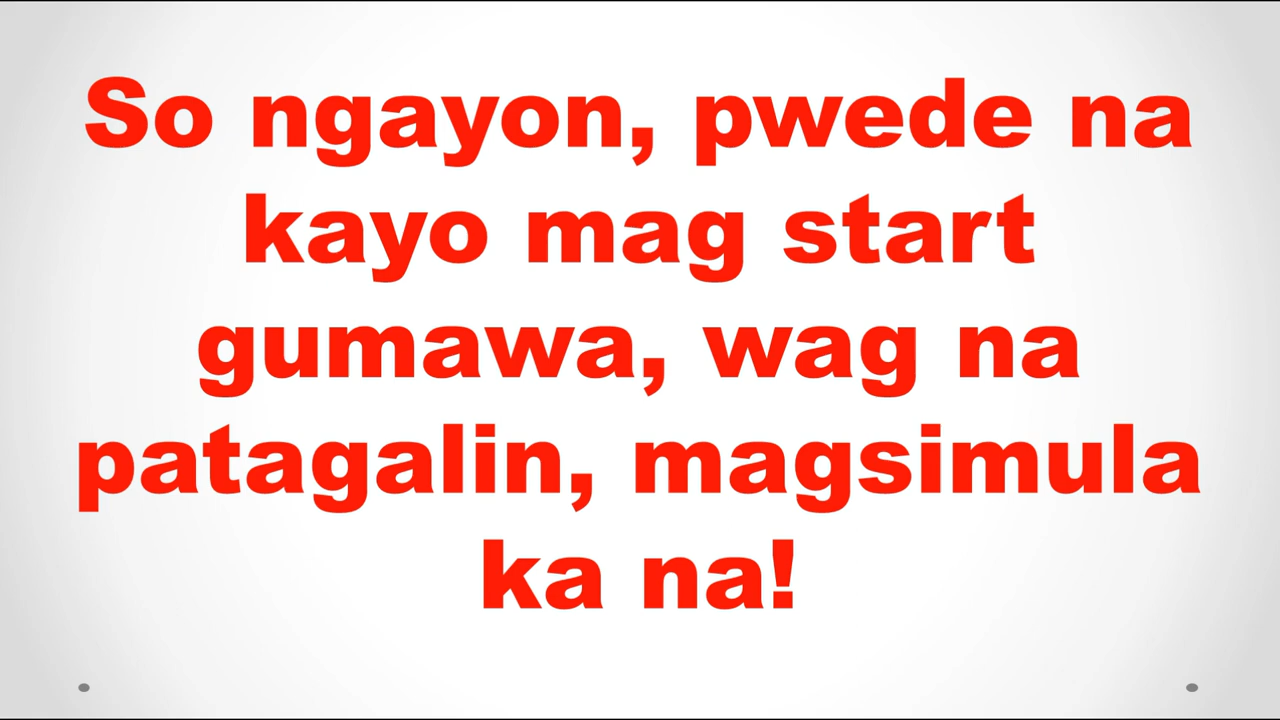 So ngayon, pwede na
kayo mag start
gumawa, wag na
patagalin, magsimula
ka na!